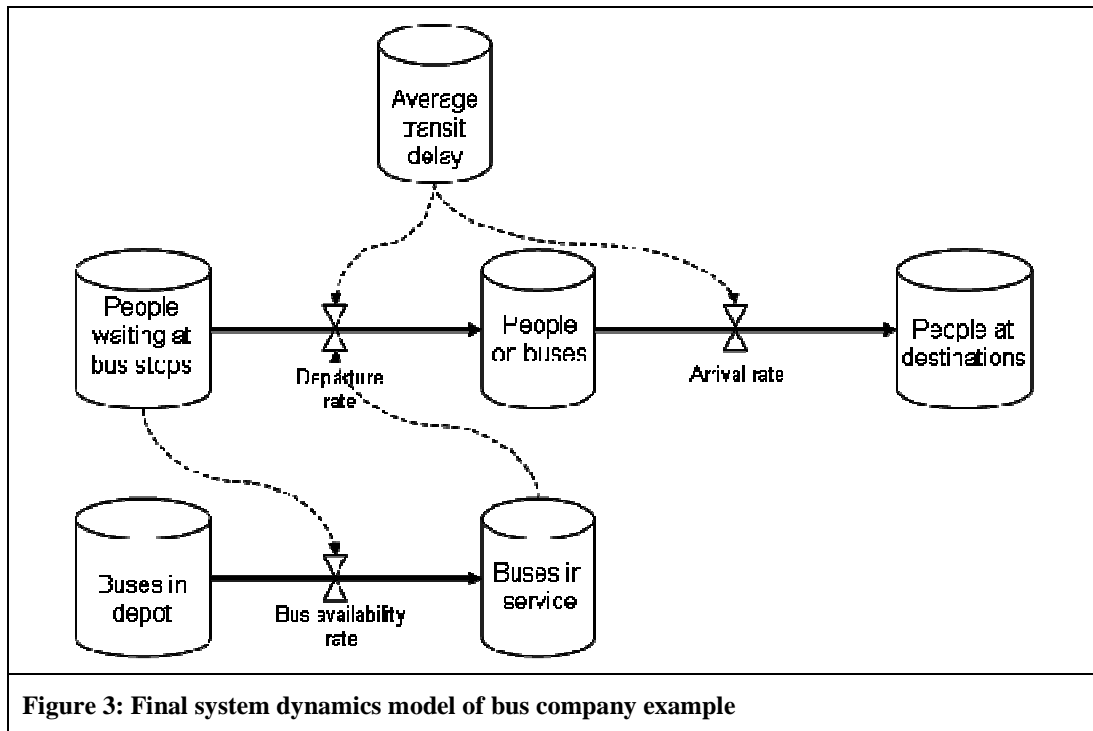 Average
transit
delay
People
waiting at
bus stops
Departure
rate
People
on buses
Arrival rate
People at
destinations
Buses in
depot
Bus availability
rate
Buses in
service
Figure 3: Final system dynamics model of bus company example